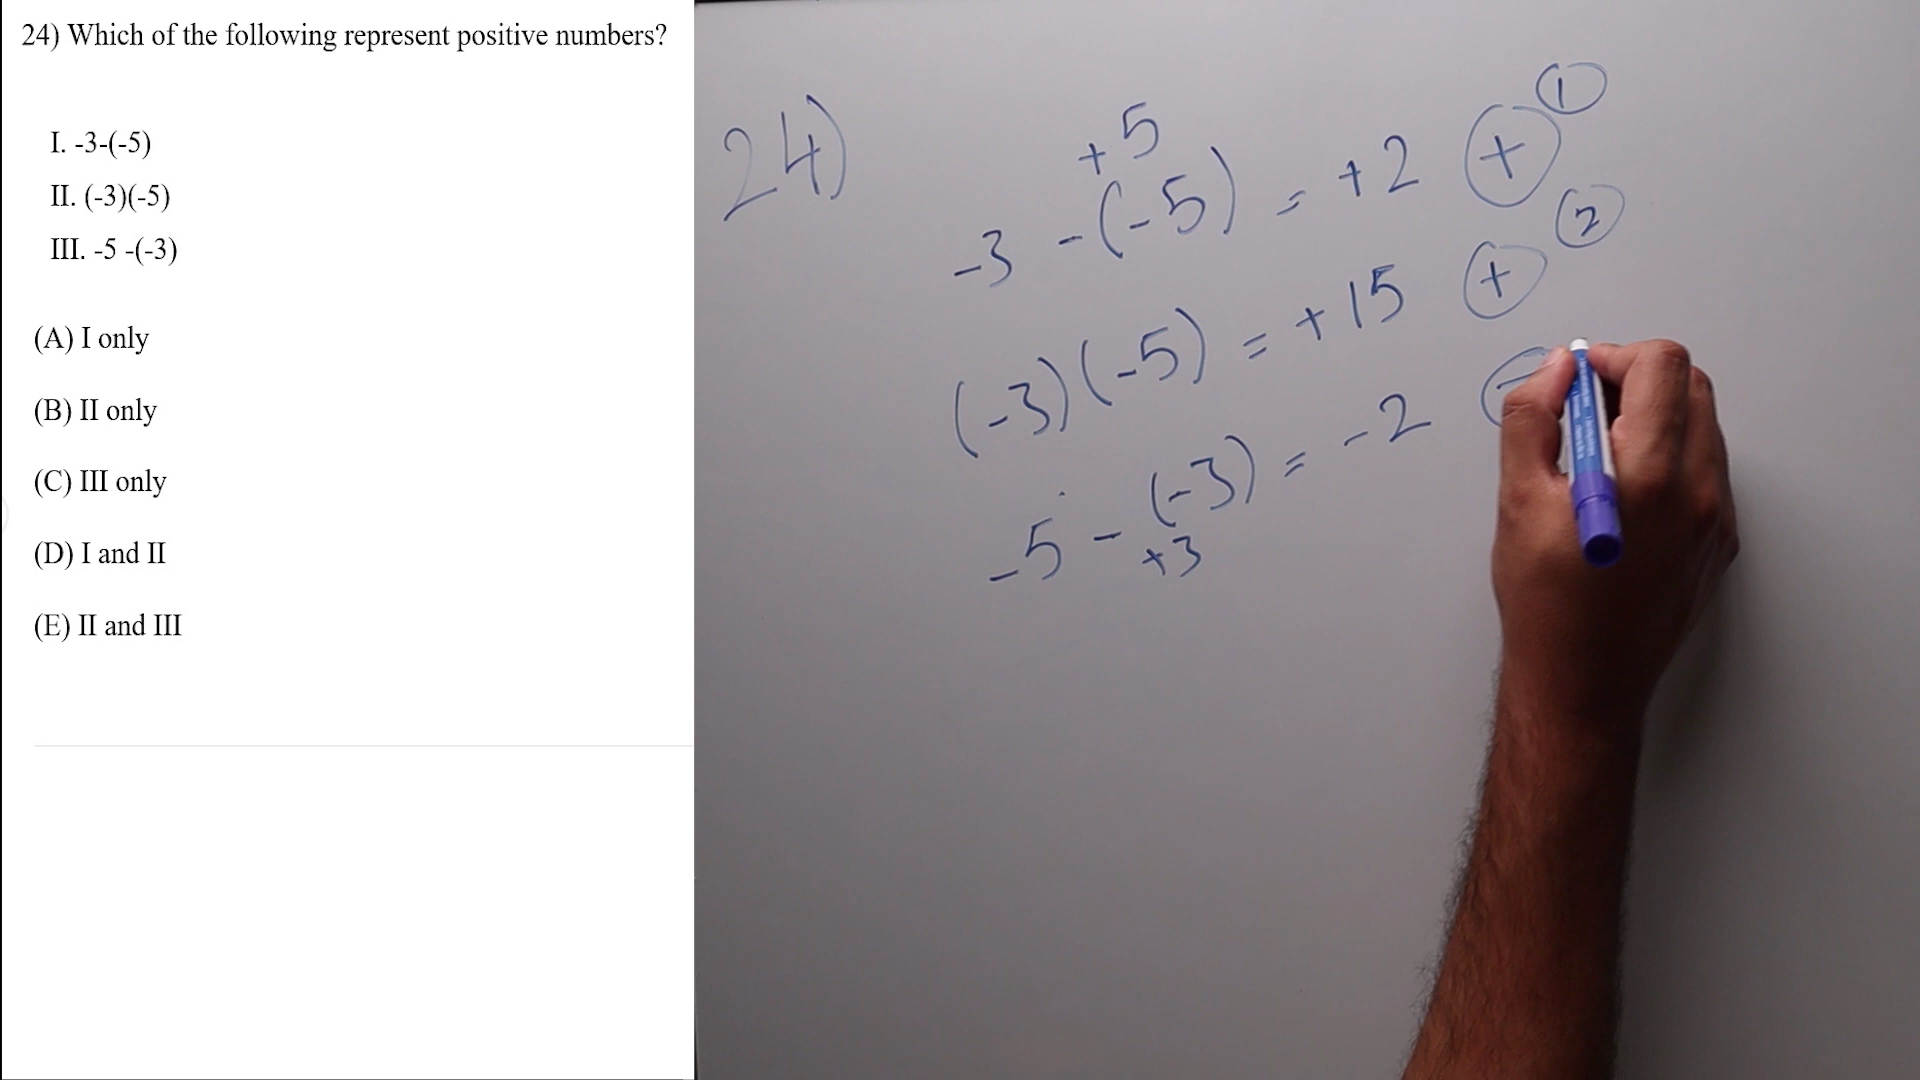 24) Which of the following represent positive numbers?
I. -3-(-5)
II. (-3)(-5)
III. -5 -(-3)
(A) I only
(B) II only
(C) III only
(D) I and II
(E) II and III
24)
+5
-3 -(-5) = +2 + 1
(-3)(-5) = +15 + 2
-5 - (-3) = -2
+3